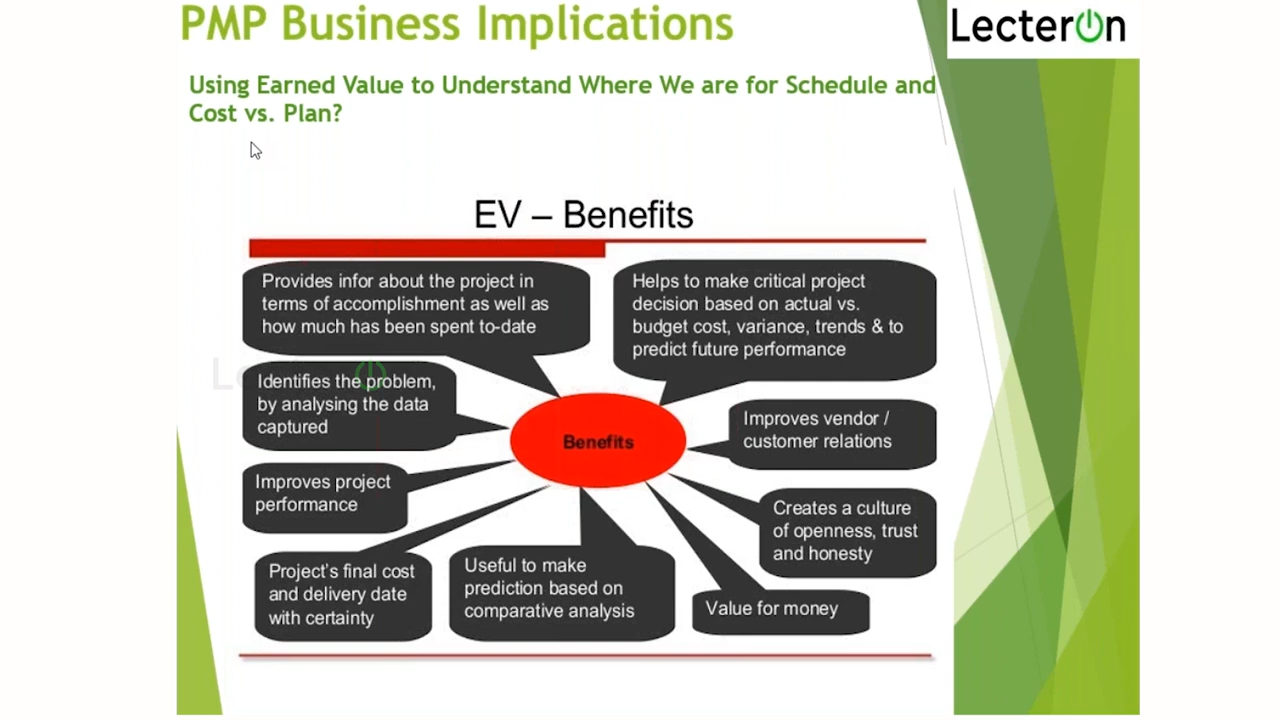 PMP Business Implications
LecterOn
Using Earned Value to Understand Where We are for Schedule and
Cost vs. Plan?
EV – Benefits
Provides infor about the project in
terms of accomplishment as well as
how much has been spent to-date
Helps to make critical project
decision based on actual vs.
budget cost, variance, trends & to
predict future performance
Identifies the problem,
by analysing the data
captured
Improves vendor /
customer relations
Benefits
Improves project
performance
Creates a culture
of openness, trust
and honesty
Project's final cost
and delivery date
with certainty
Useful to make
prediction based on
comparative analysis
Value for money